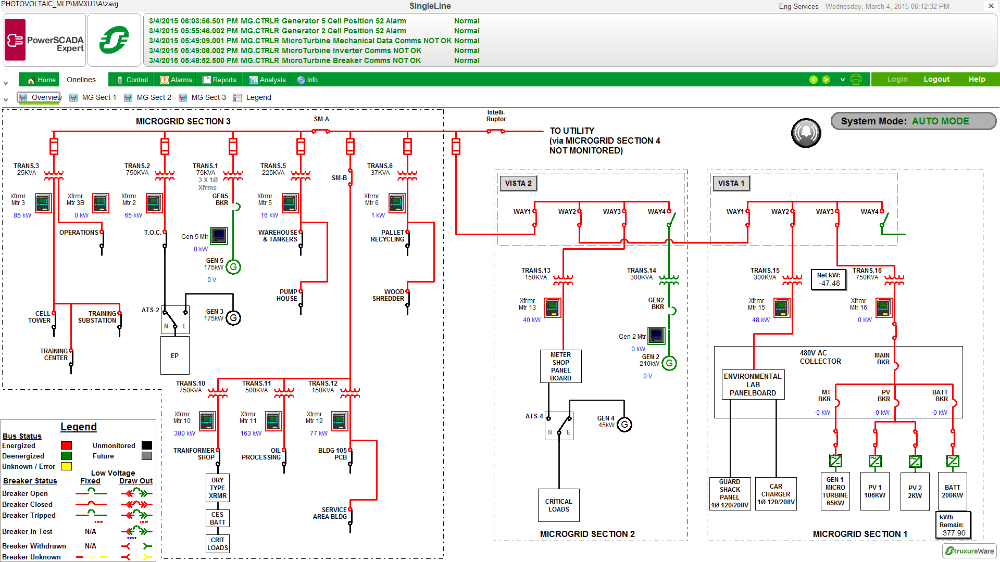 PHOTOVOLTAIC_MLP\MMXU1\A\zavg
SingleLine
Eng Services Wednesday, March 4, 2015 06:12:32 PM
PowerSCADA
Expert
3/4/2015 06:03:56.501 PM MG.CTRLR Generator 5 Cell Position 52 Alarm Normal
3/4/2015 05:55:46.002 PM MG.CTRLR Generator 2 Cell Position 52 Alarm Normal
3/4/2015 05:49:09.001 PM MG.CTRLR MicroTurbine Mechanical Data Comms NOT OK Normal
3/4/2015 05:49:08.002 PM MG.CTRLR MicroTurbine Inverter Comms NOT OK Normal
3/4/2015 05:48:52.500 PM MG.CTRLR MicroTurbine Breaker Comms NOT OK Normal
Home Onelines Control Alarms Reports Analysis Info Login Logout Help
Overview MG Sect 1 MG Sect 2 MG Sect 3 Legend
MICROGRID SECTION 3
SM-A
Intelli-
Ruptor
TO UTILITY
(via MICROGRID SECTION 4
NOT MONITORED)
System Mode: AUTO MODE
TRANS.3
25KVA
TRANS.2
750KVA
TRANS.1
75KVA
3 X 1Ø
Xfrms
TRANS.5
225KVA
SM-B
TRANS.6
37KVA
Xfrmr
Mtr 3
85 kW
Xfrmr
Mtr 3B
0 kW
Xfrmr
Mtr 2
65 kW
GEN5
BKR
Xfrmr
Mtr 5
16 kW
Xfrmr
Mtr 6
1 kW
OPERATIONS
T.O.C.
Gen 5 Mtr
0 kW
GEN 5
175kW
G
0 V
WAREHOUSE
& TANKERS
PALLET
RECYCLING
PUMP
HOUSE
WOOD
SHREDDER
CELL
TOWER
TRAINING
SUBSTATION
TRAINING
CENTER
ATS-2
N E
EP
GEN 3
175kW
G
TRANS.10
750KVA
TRANS.11
500KVA
TRANS.12
150KVA
Xfrmr
Mtr 10
300 kW
Xfrmr
Mtr 11
163 kW
Xfrmr
Mtr 12
77 kW
TRANFORMER
SHOP
OIL
PROCESSING
BLDG 105
PCB
DRY
TYPE
XRMR
CES
BATT
CRIT
LOADS
SERVICE
AREA BLDG
VISTA 2
WAY1 WAY2 WAY3 WAY4
TRANS.13
150KVA
TRANS.14
300KVA
Xfrmr
Mtr 13
40 kW
GEN2
BKR
Gen 2 Mtr
0 kW
GEN 2
210kW
G
0 V
METER
SHOP
PANEL
BOARD
ATS-4
N E
GEN 4
45kW
G
CRITICAL
LOADS
MICROGRID SECTION 2
VISTA 1
WAY1 WAY2 WAY3 WAY4
TRANS.15
300KVA
Net kW:
-47.48
TRANS.16
750KVA
Xfrmr
Mtr 15
48 kW
Xfrmr
Mtr 16
0 kW
480V AC
COLLECTOR
MAIN
BKR
ENVIRONMENTAL
LAB
PANELBOARD
MT
BKR
-0 kW
PV
BKR
-0 kW
BATT
BKR
-0 kW
GUARD
SHACK
PANEL
1Ø 120/208V
CAR
CHARGER
1Ø 120/208V
GEN 1
MICRO
TURBINE
65KW
PV 1
106KW
PV 2
2KW
BATT
200KW
kWh
Remain:
377.90
MICROGRID SECTION 1
StruxureWare
Legend
Bus Status
Energized
Unmonitored
Deenergized
Future
Unknown / Error
Low Voltage
Breaker Status Fixed Draw Out
Breaker Open
Breaker Closed
Breaker Tripped
TRIP TRIP
Breaker in Test N/A
TEST
Breaker Withdrawn N/A
Breaker Unknown ? ?